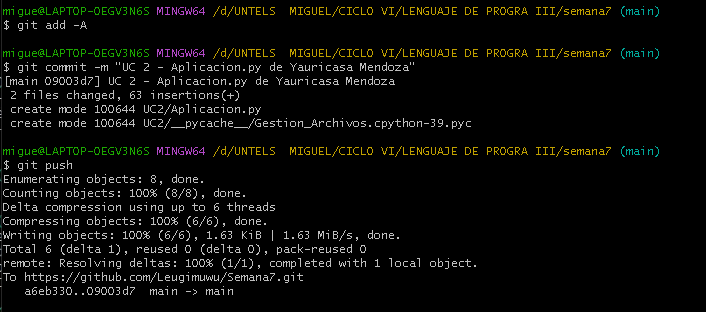 migue@LAPTOP-OEGV3N6S MINGW64 /d/UNTELS  MIGUEL/CICLO VI/LENGUAJE DE PROGRA III/semana7 (main)
$ git add -A
migue@LAPTOP-OEGV3N6S MINGW64 /d/UNTELS  MIGUEL/CICLO VI/LENGUAJE DE PROGRA III/semana7 (main)
$ git commit -m "UC 2 - Aplicacion.py de Yauricasa Mendoza"
[main 09003d7] UC 2 - Aplicacion.py de Yauricasa Mendoza
 2 files changed, 63 insertions(+)
 create mode 100644 UC2/Aplicacion.py
 create mode 100644 UC2/__pycache__/Gestion_Archivos.cpython-39.pyc
migue@LAPTOP-OEGV3N6S MINGW64 /d/UNTELS  MIGUEL/CICLO VI/LENGUAJE DE PROGRA III/semana7 (main)
$ git push
Enumerating objects: 8, done.
Counting objects: 100% (8/8), done.
Delta compression using up to 6 threads
Compressing objects: 100% (6/6), done.
Writing objects: 100% (6/6), 1.63 KiB | 1.63 MiB/s, done.
Total 6 (delta 1), reused 0 (delta 0), pack-reused 0
remote: Resolving deltas: 100% (1/1), completed with 1 local object.
To https://github.com/Leugimuwu/Semana7.git
   a6eb330..09003d7  main -> main